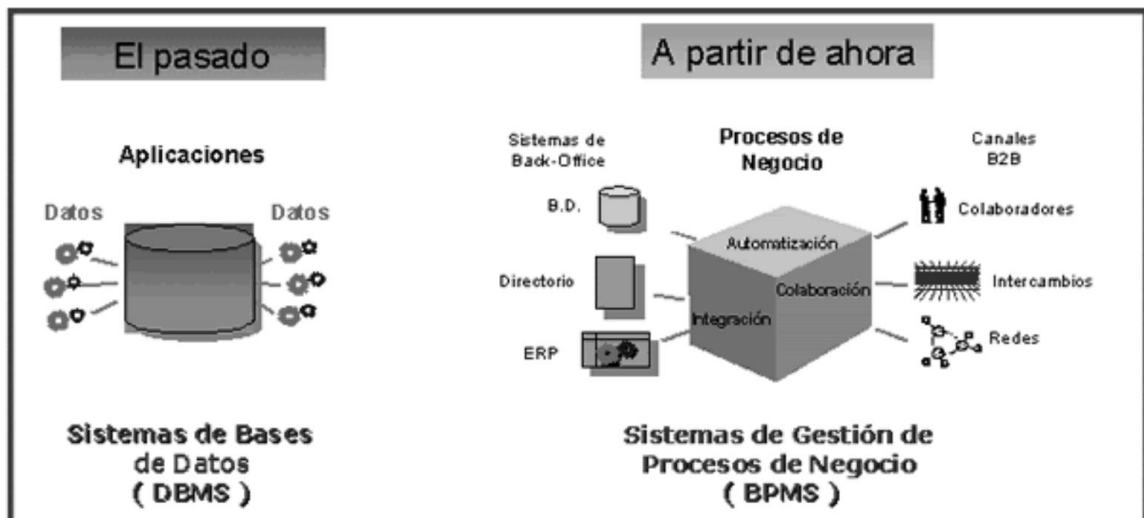 El pasado
Aplicaciones
Datos
Datos
Sistemas de Bases
de Datos
( DBMS )
A partir de ahora
Sistemas de
Back-Office
Procesos de
Negocio
Canales
B2B
B.D.
Directorio
ERP
Automatización
Integración
Colaboración
Colaboradores
Intercambios
Redes
Sistemas de Gestión de
Procesos de Negocio
( BPMS )